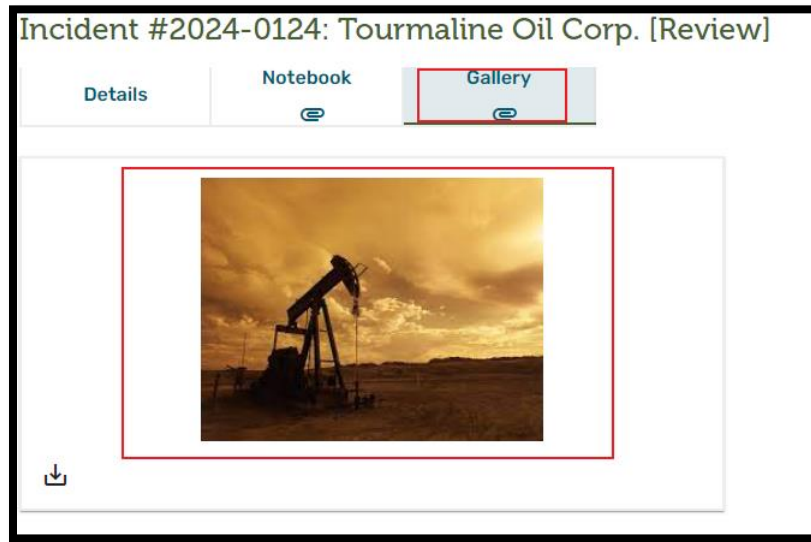 Incident #2024-0124: Tourmaline Oil Corp. [Review]
Details
Notebook
Gallery